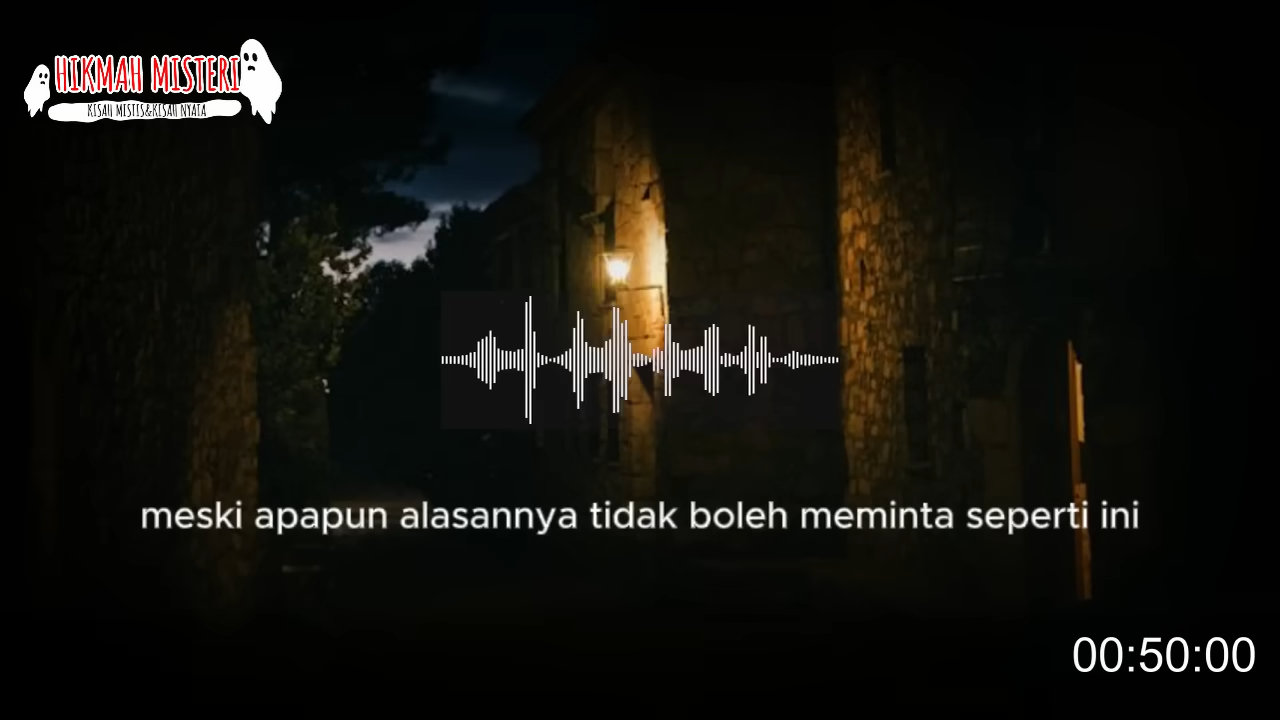 HIKMAH MISTERI
KISAH MISTIS&KISAH NYATA
meski apapun alasannya tidak boleh meminta seperti ini
00:50:00